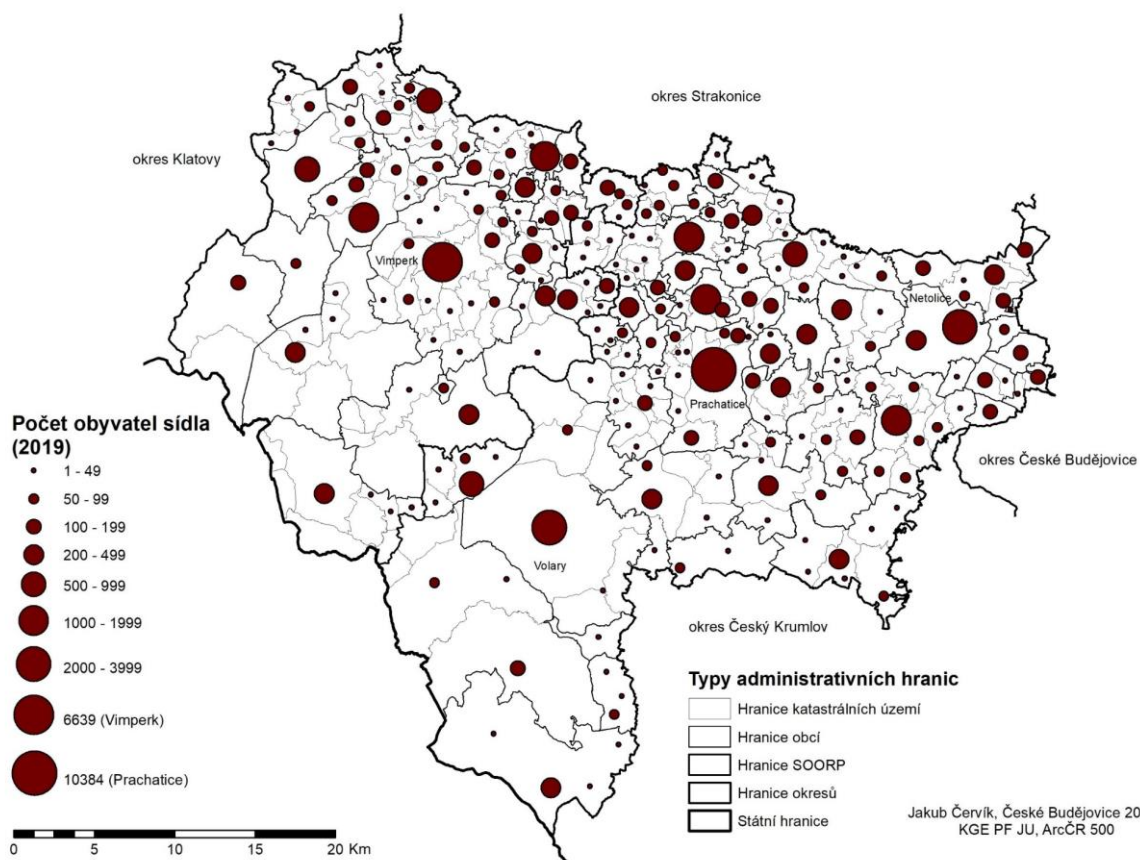 okres Strakonice
okres Klatovy
Vimperk
Netolice
Prachatice
Volary
okres České Budějovice
okres Český Krumlov
Počet obyvatel sídla
(2019)
1 - 49
50 - 99
100 - 199
200 - 499
500 - 999
1000 - 1999
2000 - 3999
6639 (Vimperk)
10384 (Prachatice)
0 5 10 20 Km
Typy administrativních hranic
Hranice katastrálních území
Hranice obcí
Hranice SOORP
Hranice okresů
Státní hranice
Jakub Červík, České Budějovice 20
KGE PF JU, ArcČR 500